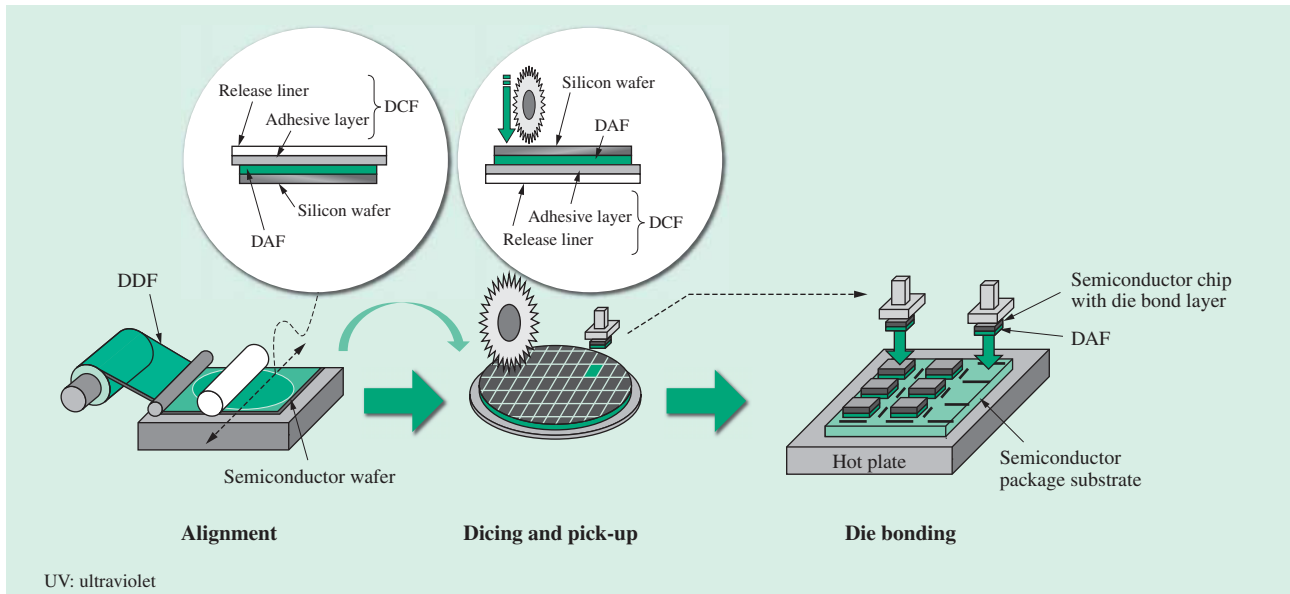 Release liner
Adhesive layer
DCF
Silicon wafer
DAF
Silicon wafer
DAF
Adhesive layer
Release liner
DCF
DDF
Semiconductor wafer
Semiconductor chip
with die bond layer
DAF
Hot plate
Semiconductor
package substrate
Alignment
Dicing and pick-up
Die bonding
UV: ultraviolet